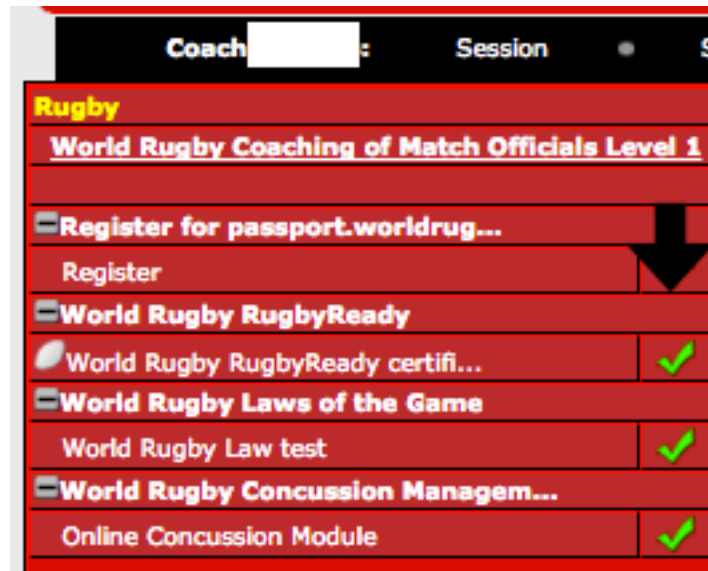 Coach : Session S
Rugby
World Rugby Coaching of Match Officials Level 1
Register for passport.worldrug...
Register
World Rugby RugbyReady
World Rugby RugbyReady certifi...
World Rugby Laws of the Game
World Rugby Law test
World Rugby Concussion Managem...
Online Concussion Module